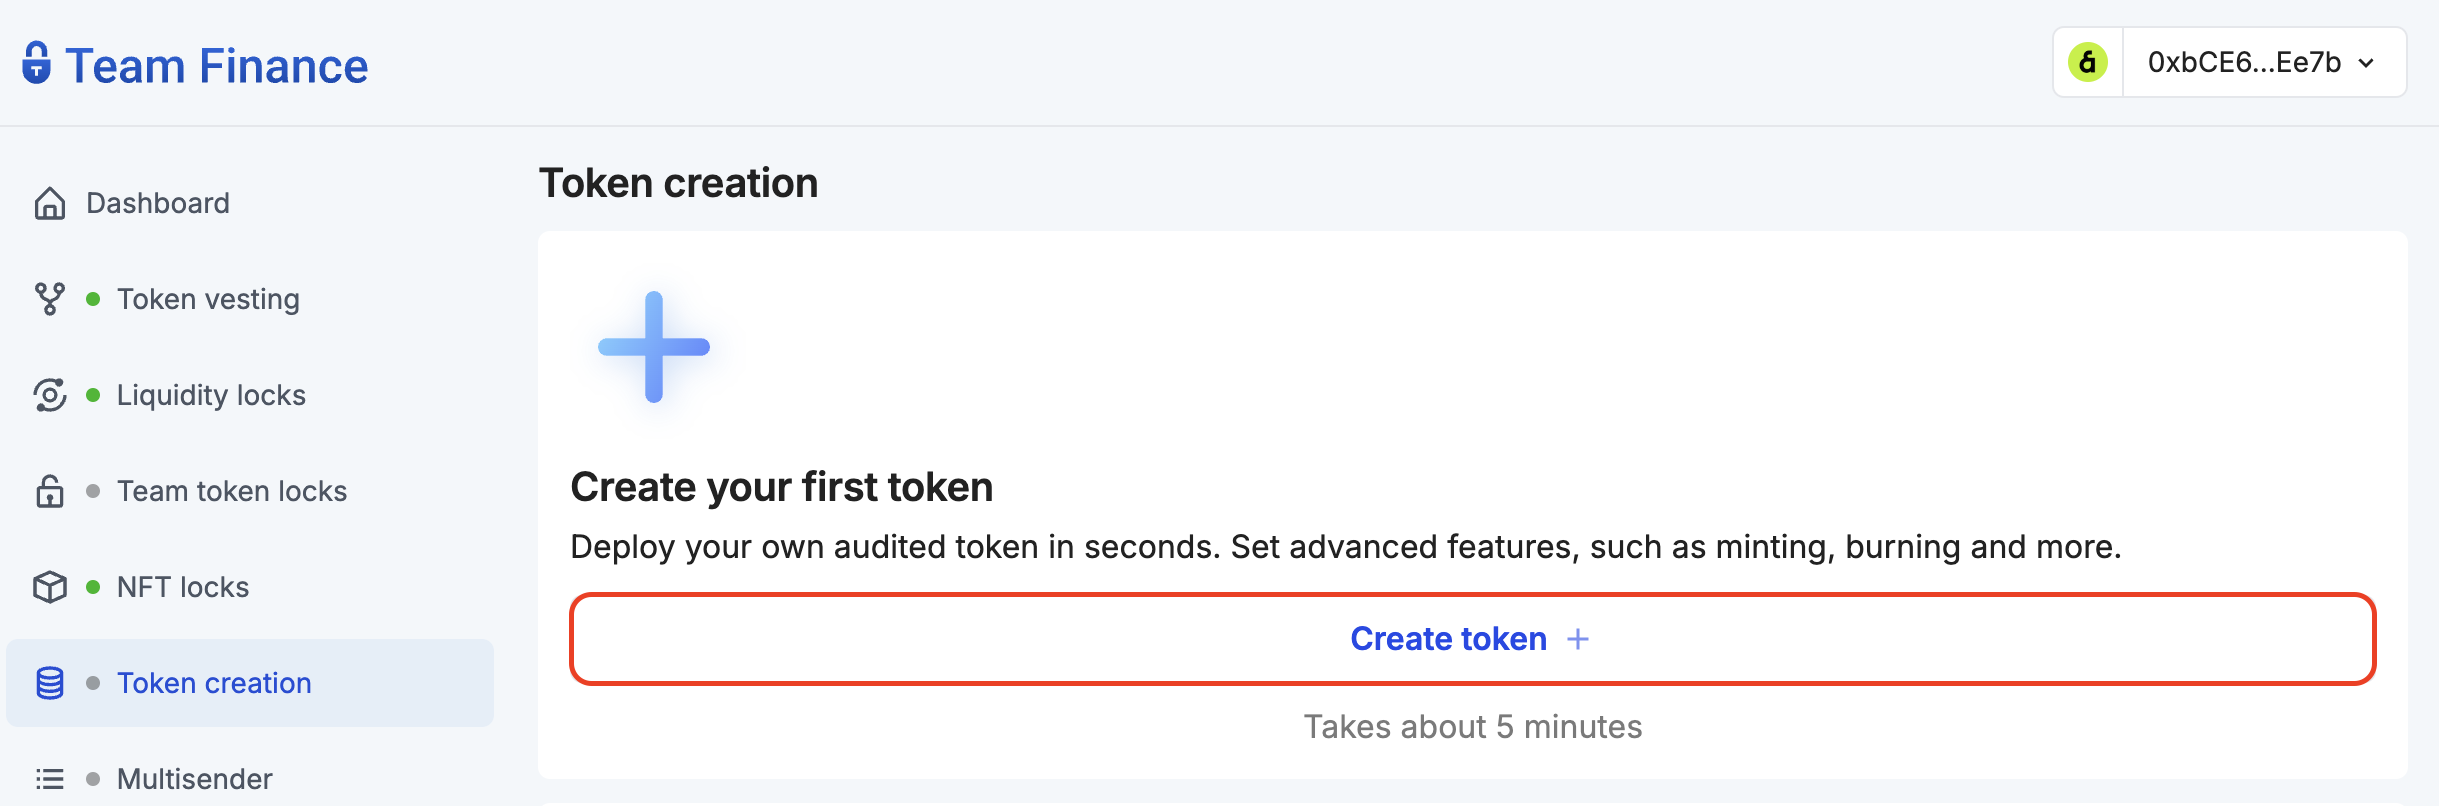 Team Finance
0xbCE6...Ee7b
Dashboard
Token vesting
Liquidity locks
Team token locks
NFT locks
Token creation
Multisender
Token creation
Create your first token
Deploy your own audited token in seconds. Set advanced features, such as minting, burning and more.
Create token +
Takes about 5 minutes